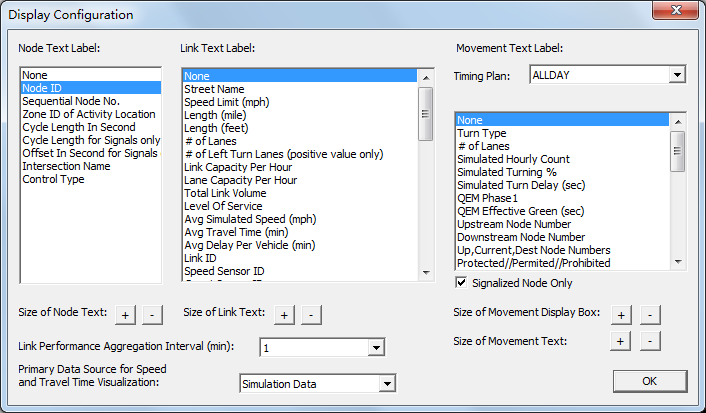 Display Configuration
Node Text Label:
None
Node ID
Sequential Node No.
Zone ID of Activity Location
Cycle Length In Second
Cycle Length for Signals only
Offset In Second for Signals
Intersection Name
Control Type
Link Text Label:
None
Street Name
Speed Limit (mph)
Length (mile)
Length (feet)
# of Lanes
# of Left Turn Lanes (positive value only)
Link Capacity Per Hour
Lane Capacity Per Hour
Total Link Volume
Level Of Service
Avg Simulated Speed (mph)
Avg Travel Time (min)
Avg Delay Per Vehicle (min)
Link ID
Speed Sensor ID
Movement Text Label:
Timing Plan: ALLDAY
None
Turn Type
# of Lanes
Simulated Hourly Count
Simulated Turning %
Simulated Turn Delay (sec)
QEM Phase1
QEM Effective Green (sec)
Upstream Node Number
Downstream Node Number
Up,Current,Dest Node Numbers
Protected//Permited//Prohibited
Signalized Node Only
Size of Node Text: + -
Size of Link Text: + -
Size of Movement Display Box: + -
Size of Movement Text: + -
Link Performance Aggregation Interval (min): 1
Primary Data Source for Speed
and Travel Time Visualization: Simulation Data
OK